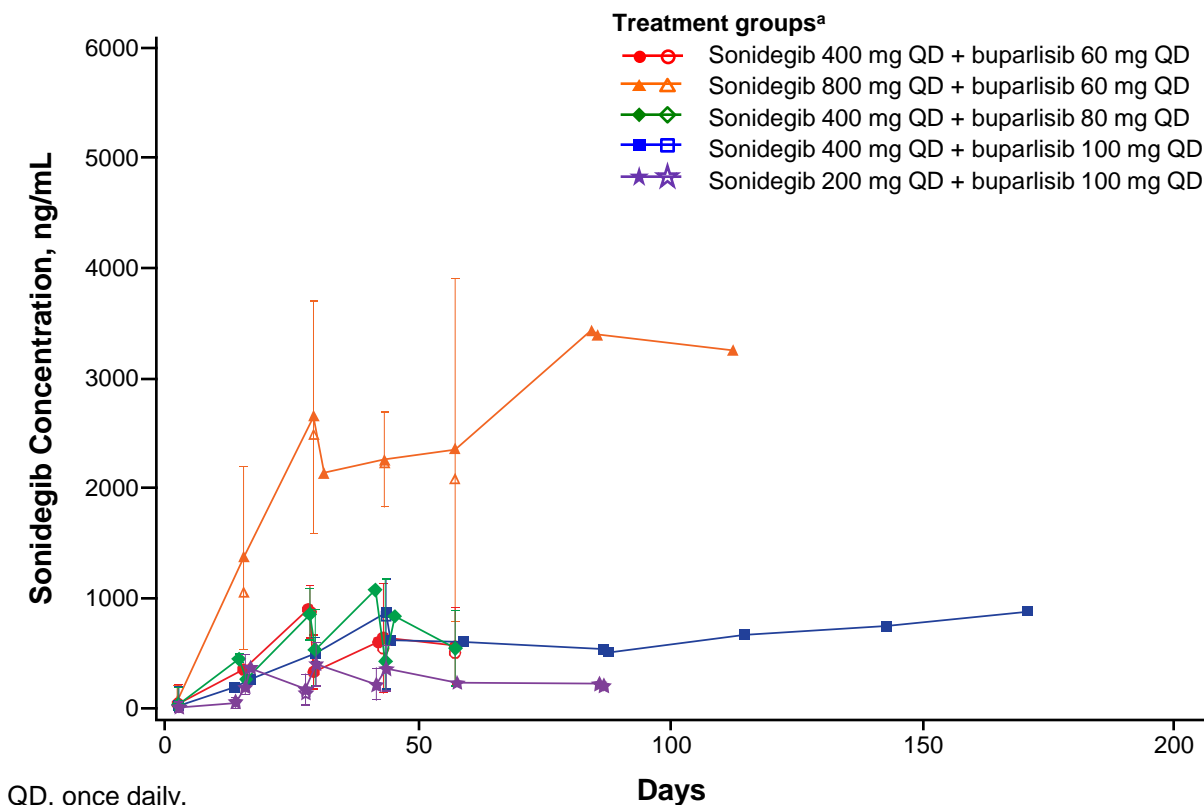 Treatment groupsᵃ
Sonidegib 400 mg QD + buparlisib 60 mg QD
Sonidegib 800 mg QD + buparlisib 60 mg QD
Sonidegib 400 mg QD + buparlisib 80 mg QD
Sonidegib 400 mg QD + buparlisib 100 mg QD
Sonidegib 200 mg QD + buparlisib 100 mg QD
Sonidegib Concentration, ng/mL
6000
5000
4000
3000
2000
1000
0
0 50 100 150 200
Days
QD, once daily.